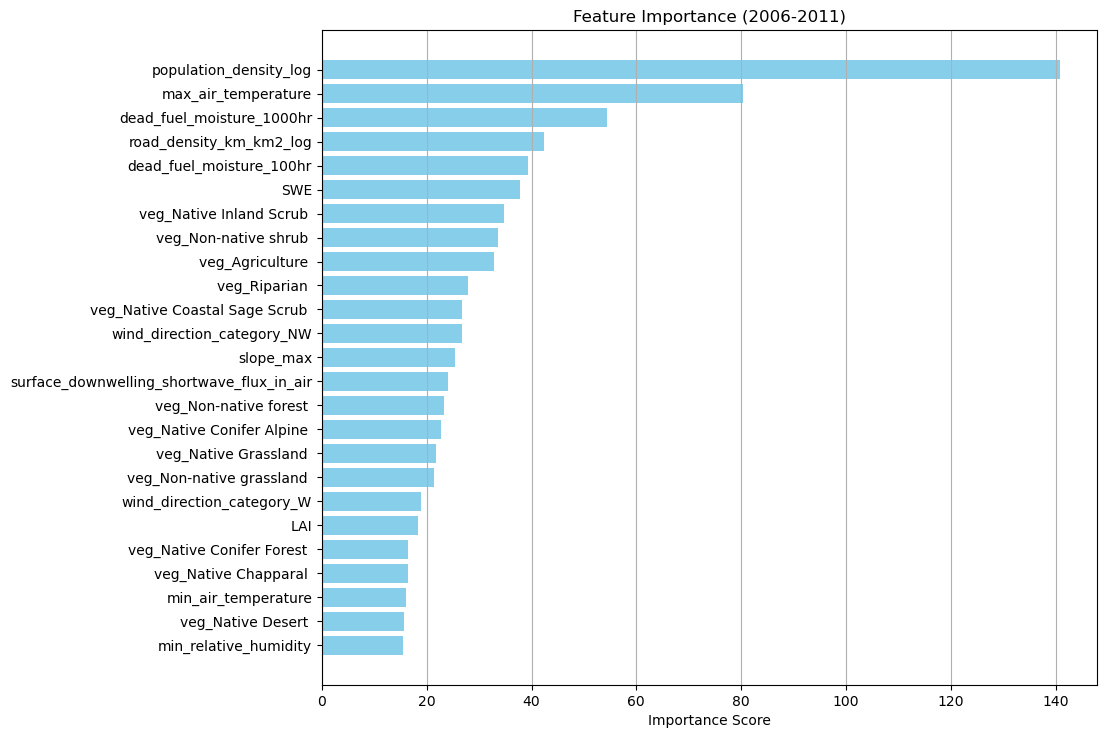 Feature Importance (2006-2011)
population_density_log
max_air_temperature
dead_fuel_moisture_1000hr
road_density_km_km2_log
dead_fuel_moisture_100hr
SWE
veg_Native Inland Scrub
veg_Non-native shrub
veg_Agriculture
veg_Riparian
veg_Native Coastal Sage Scrub
wind_direction_category_NW
slope_max
surface_downwelling_shortwave_flux_in_air
veg_Non-native forest
veg_Native Conifer Alpine
veg_Native Grassland
veg_Non-native grassland
wind_direction_category_W
LAI
veg_Native Conifer Forest
veg_Native Chapparal
min_air_temperature
veg_Native Desert
min_relative_humidity
0 20 40 60 80 100 120 140
Importance Score